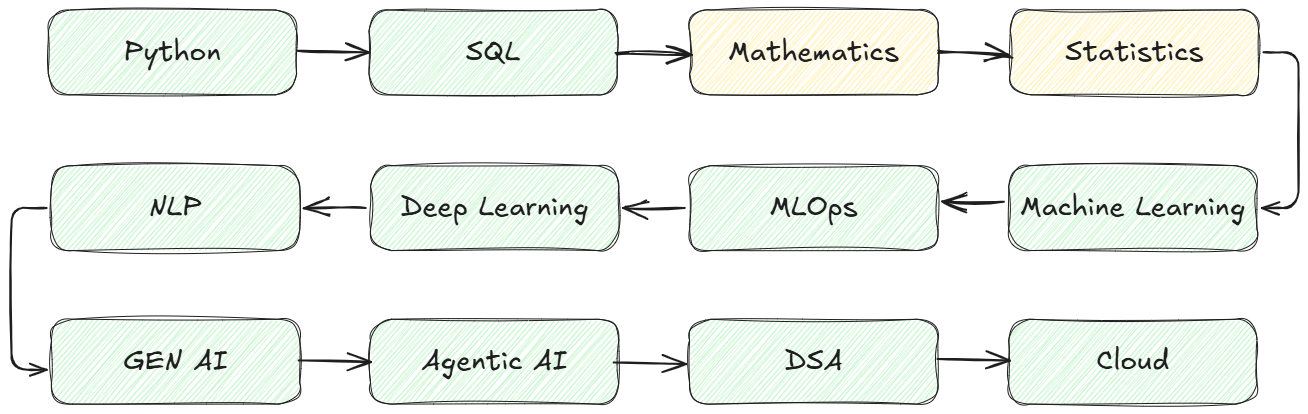 Python
SQL
Mathematics
Statistics
Machine Learning
MLOps
Deep Learning
NLP
GEN AI
Agentic AI
DSA
Cloud